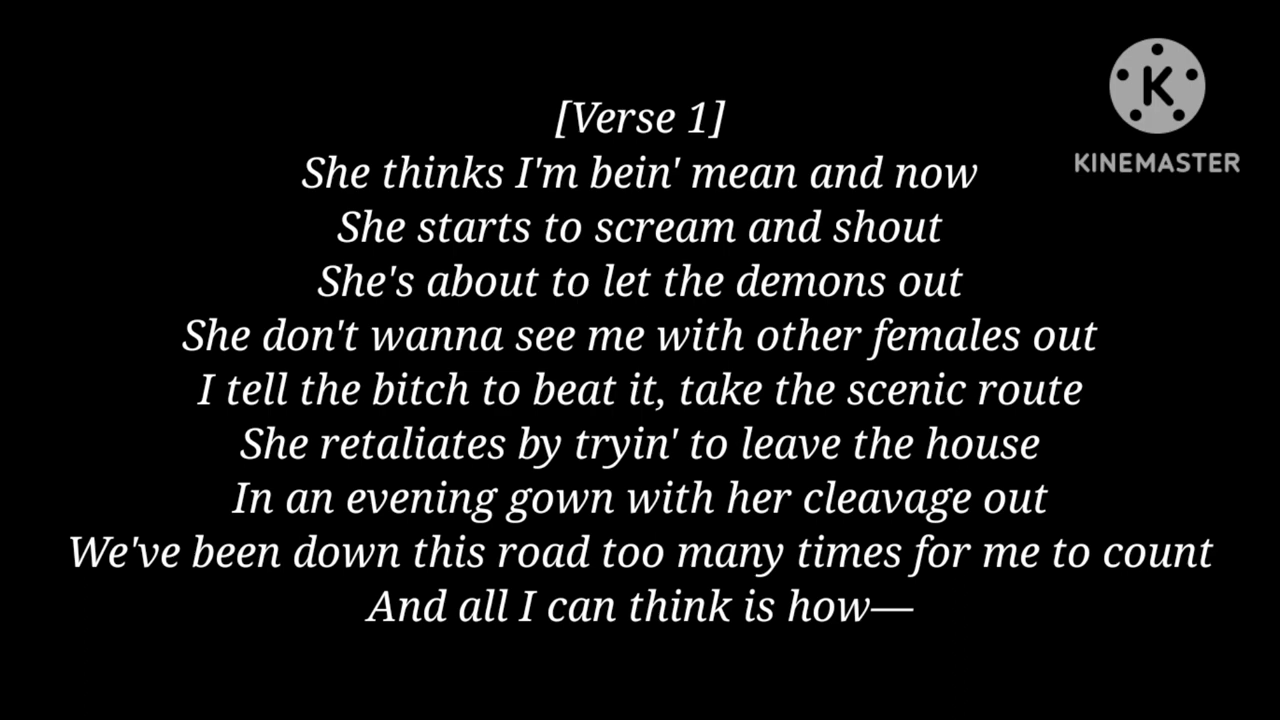 [Verse 1]
She thinks I'm bein' mean and now
She starts to scream and shout
She's about to let the demons out
She don't wanna see me with other females out
I tell the bitch to beat it, take the scenic route
She retaliates by tryin' to leave the house
In an evening gown with her cleavage out
We've been down this road too many times for me to count
And all I can think is how—
K
KINEMASTER